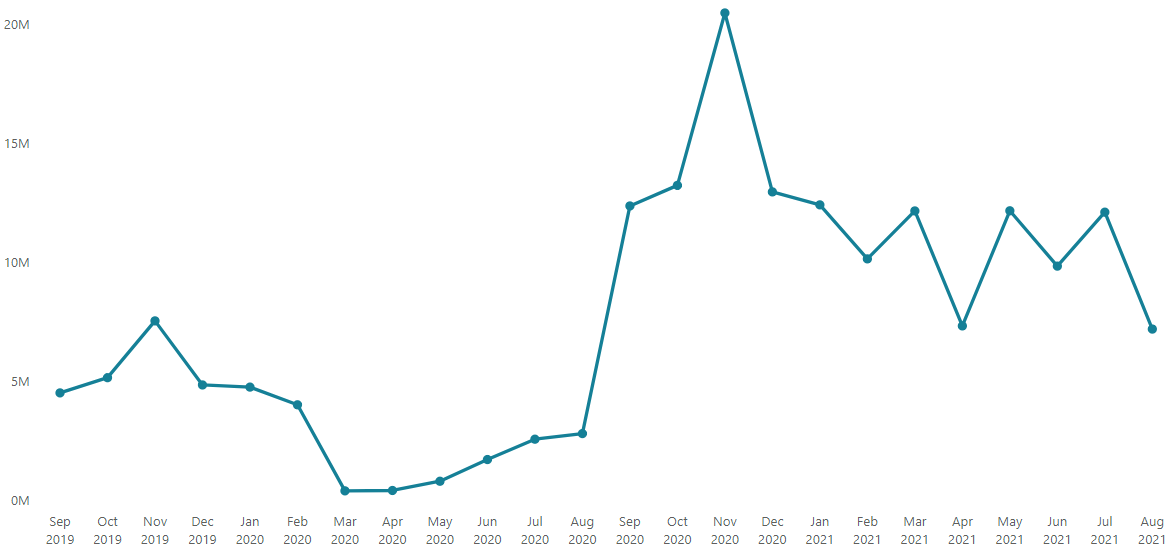 20M
15M
10M
5M
0M
Sep Oct Nov Dec Jan Feb Mar Apr May Jun Jul Aug Sep Oct Nov Dec Jan Feb Mar Apr May Jun Jul Aug
2019 2019 2019 2019 2020 2020 2020 2020 2020 2020 2020 2020 2020 2020 2020 2020 2021 2021 2021 2021 2021 2021 2021 2021